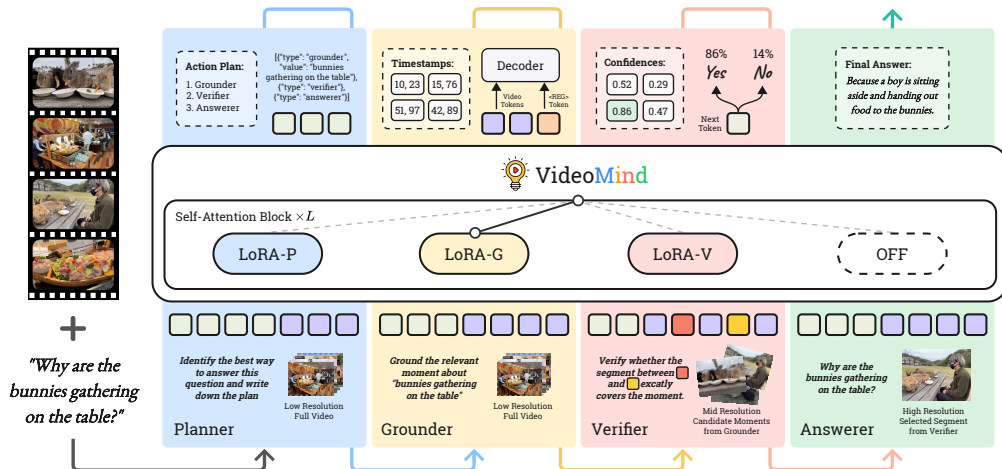 Action Plan:
1. Grounder
2. Verifier
3. Answerer
[{"type": "grounder",
"value": "bunnies
gathering on the table"},
{"type": "verifier"},
{"type": "answerer"}]
Timestamps:
10, 23
15, 76
51, 97
42, 89
Decoder
Video
Tokens
<REG>
Token
Confidences:
0.52
0.29
0.86
0.47
86%
14%
Yes
No
Next
Token
Final Answer:
Because a boy is sitting
aside and handing out
food to the bunnies.
VideoMind
Self-Attention Block ×L
LoRA-P
LoRA-G
LoRA-V
OFF
+
"Why are the
bunnies gathering
on the table?"
Identify the best way
to answer this
question and write
down the plan
Low Resolution
Full Video
Planner
Ground the relevant
moment about
"bunnies gathering
on the table"
Low Resolution
Full Video
Grounder
Verify whether the
segment between
and excatly
covers the moment.
Mid Resolution
Candidate Moments
from Grounder
Verifier
Why are the
bunnies gathering
on the table?
High Resolution
Selected Segment
from Verifier
Answerer